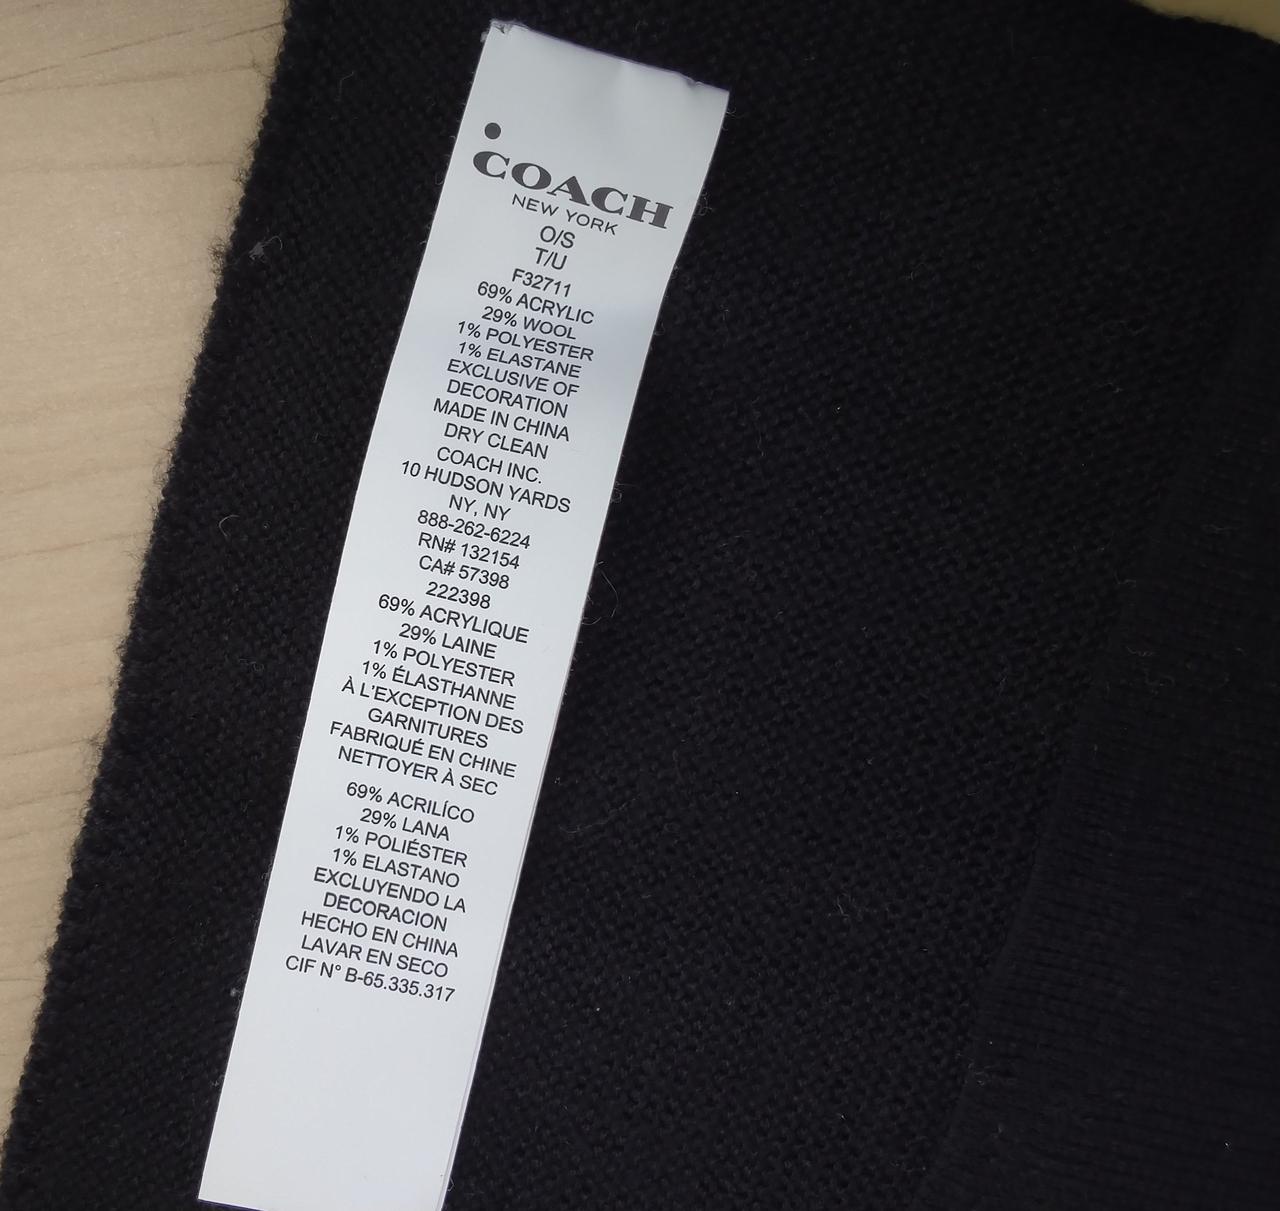 COACH
NEW YORK
O/S
T/U
F32711
69% ACRYLIC
29% WOOL
1% POLYESTER
1% ELASTANE
EXCLUSIVE OF
DECORATION
MADE IN CHINA
DRY CLEAN
COACH INC.
10 HUDSON YARDS
NY, NY
888-262-6224
RN# 132154
CA# 57398
222398
69% ACRYLIQUE
29% LAINE
1% POLYESTER
1% ÉLASTHANNE
À L'EXCEPTION DES
GARNITURES
FABRIQUÉ EN CHINE
NETTOYER À SEC
69% ACRILÍCO
29% LANA
1% POLIÉSTER
1% ELASTANO
EXCLUYENDO LA
DECORACION
HECHO EN CHINA
LAVAR EN SECO
CIF N° B-65.335.317